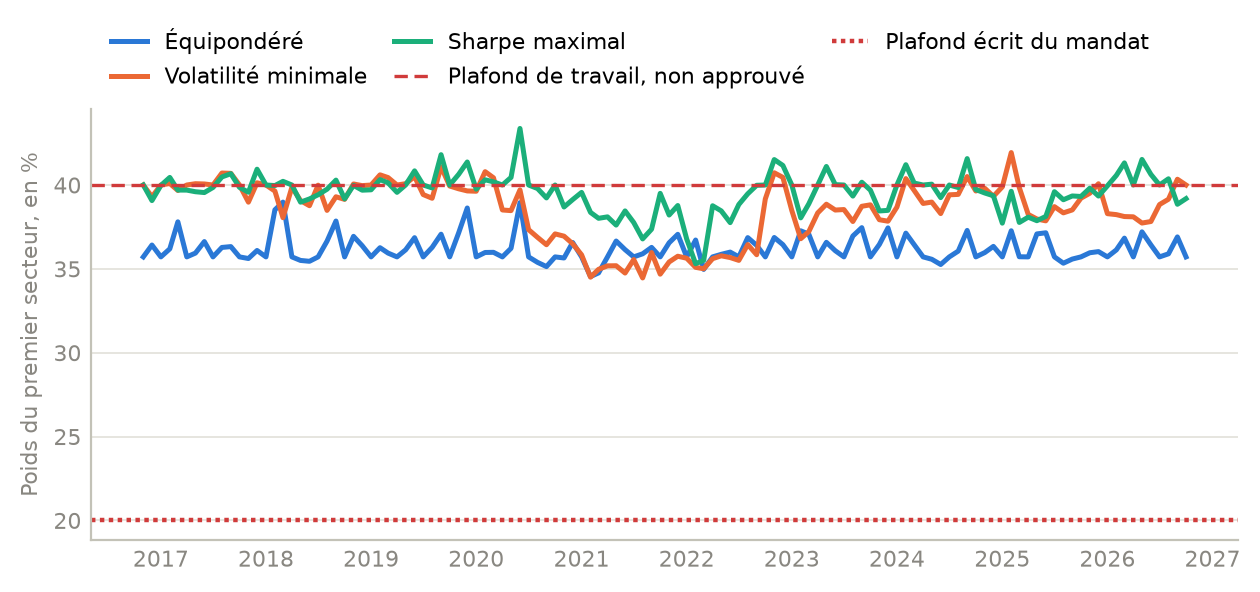 Équipondéré
Volatilité minimale
Sharpe maximal
Plafond de travail, non approuvé
Plafond écrit du mandat
Poids du premier secteur, en %
40
35
30
25
20
2017 2018 2019 2020 2021 2022 2023 2024 2025 2026 2027